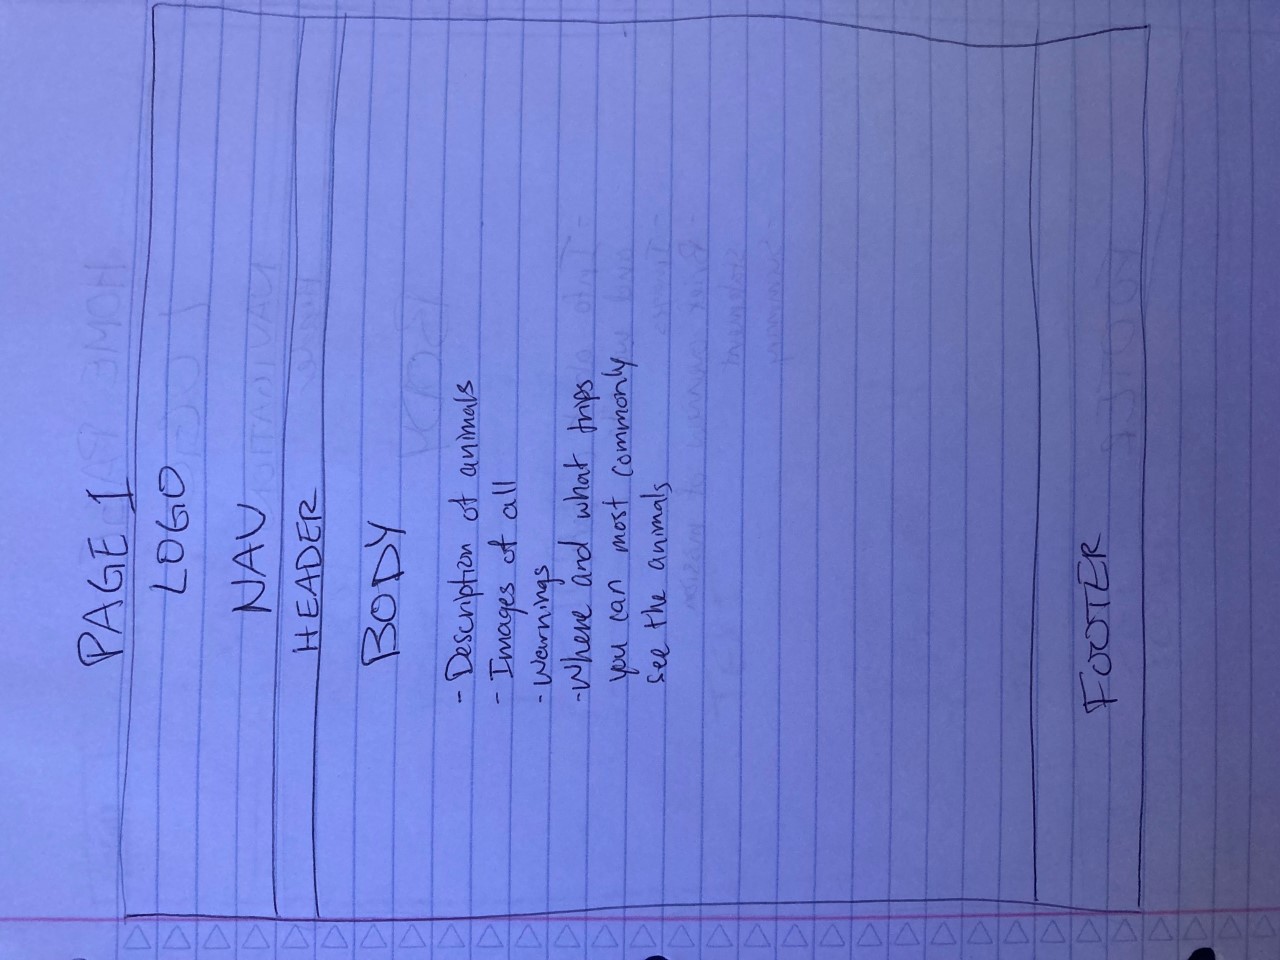 PAGE 1
LOGO
NAV
HEADER
BODY
- Description of animals
- Images of all
- Warnings
- Where and what trips
you can most commonly
see the animals
FOOTER